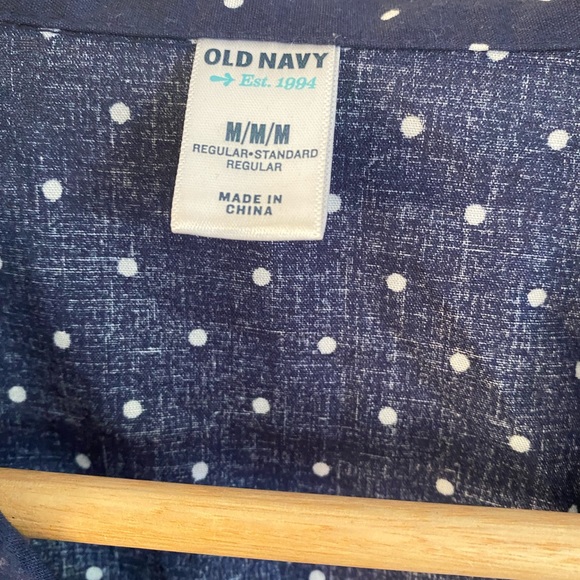 OLD NAVY
Est. 1994
M/M/M
REGULAR•STANDARD
REGULAR
MADE IN
CHINA